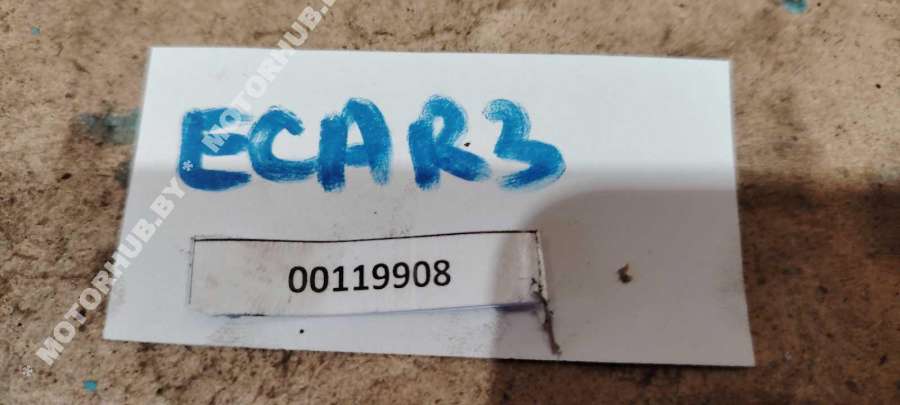 ECAR3
00119908
* MOTORHUB.BY * MOTORHUB.BY